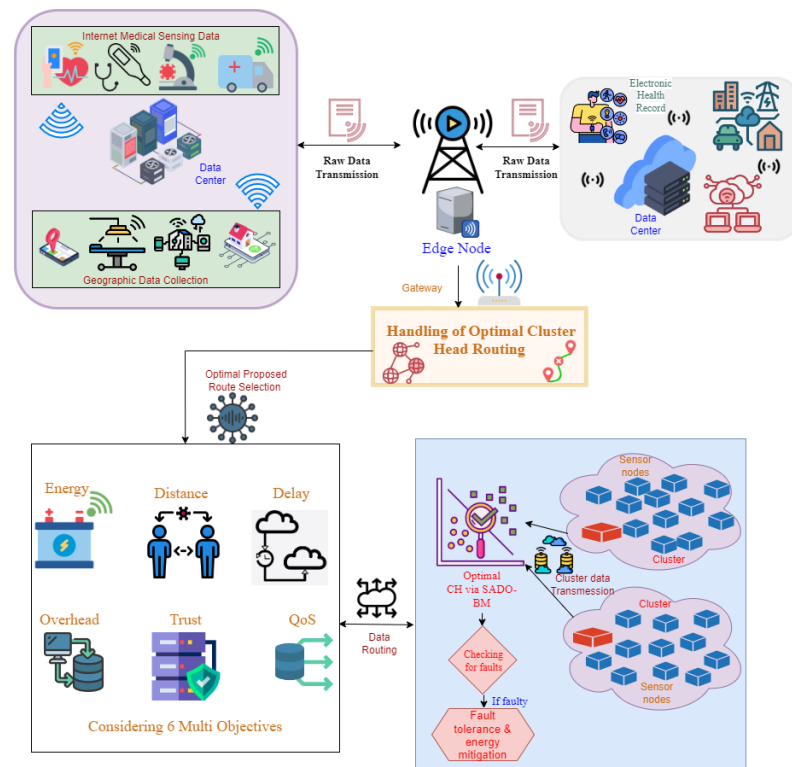 Internet Medical Sensing Data
Data
Center
Geographic Data Collection
Raw Data
Transmission
Edge Node
Raw Data
Transmission
Electronic
Health
Record
Data
Center
Gateway
Handling of Optimal Cluster
Head Routing
Optimal Proposed
Route Selection
Energy
Distance
Delay
Overhead
Trust
QoS
Considering 6 Multi Objectives
Data
Routing
Sensor
nodes
Cluster
Cluster data
Transmession
Cluster
Sensor
nodes
Optimal
CH via SADO-
BM
Checking
for faults
If faulty
Fault
tolerance &
energy
mitigation